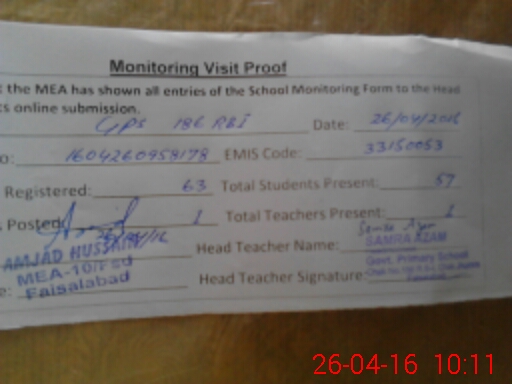 Monitoring Visit Proof
the MEA has shown all entries of the School Monitoring Form to the Head
online submission.
GPS 186 RBI Date: 26/04/2016
1604260958178 EMIS Code: 33150053
Registered: 63 Total Students Present: 57
Posted: 1 Total Teachers Present: 1
AMJAD HUSSAIN Head Teacher Name: SAMRA AZAM
MEA-10/Fsd Govt. Primary School
Faisalabad Head Teacher Signature:
26-04-16 10:11